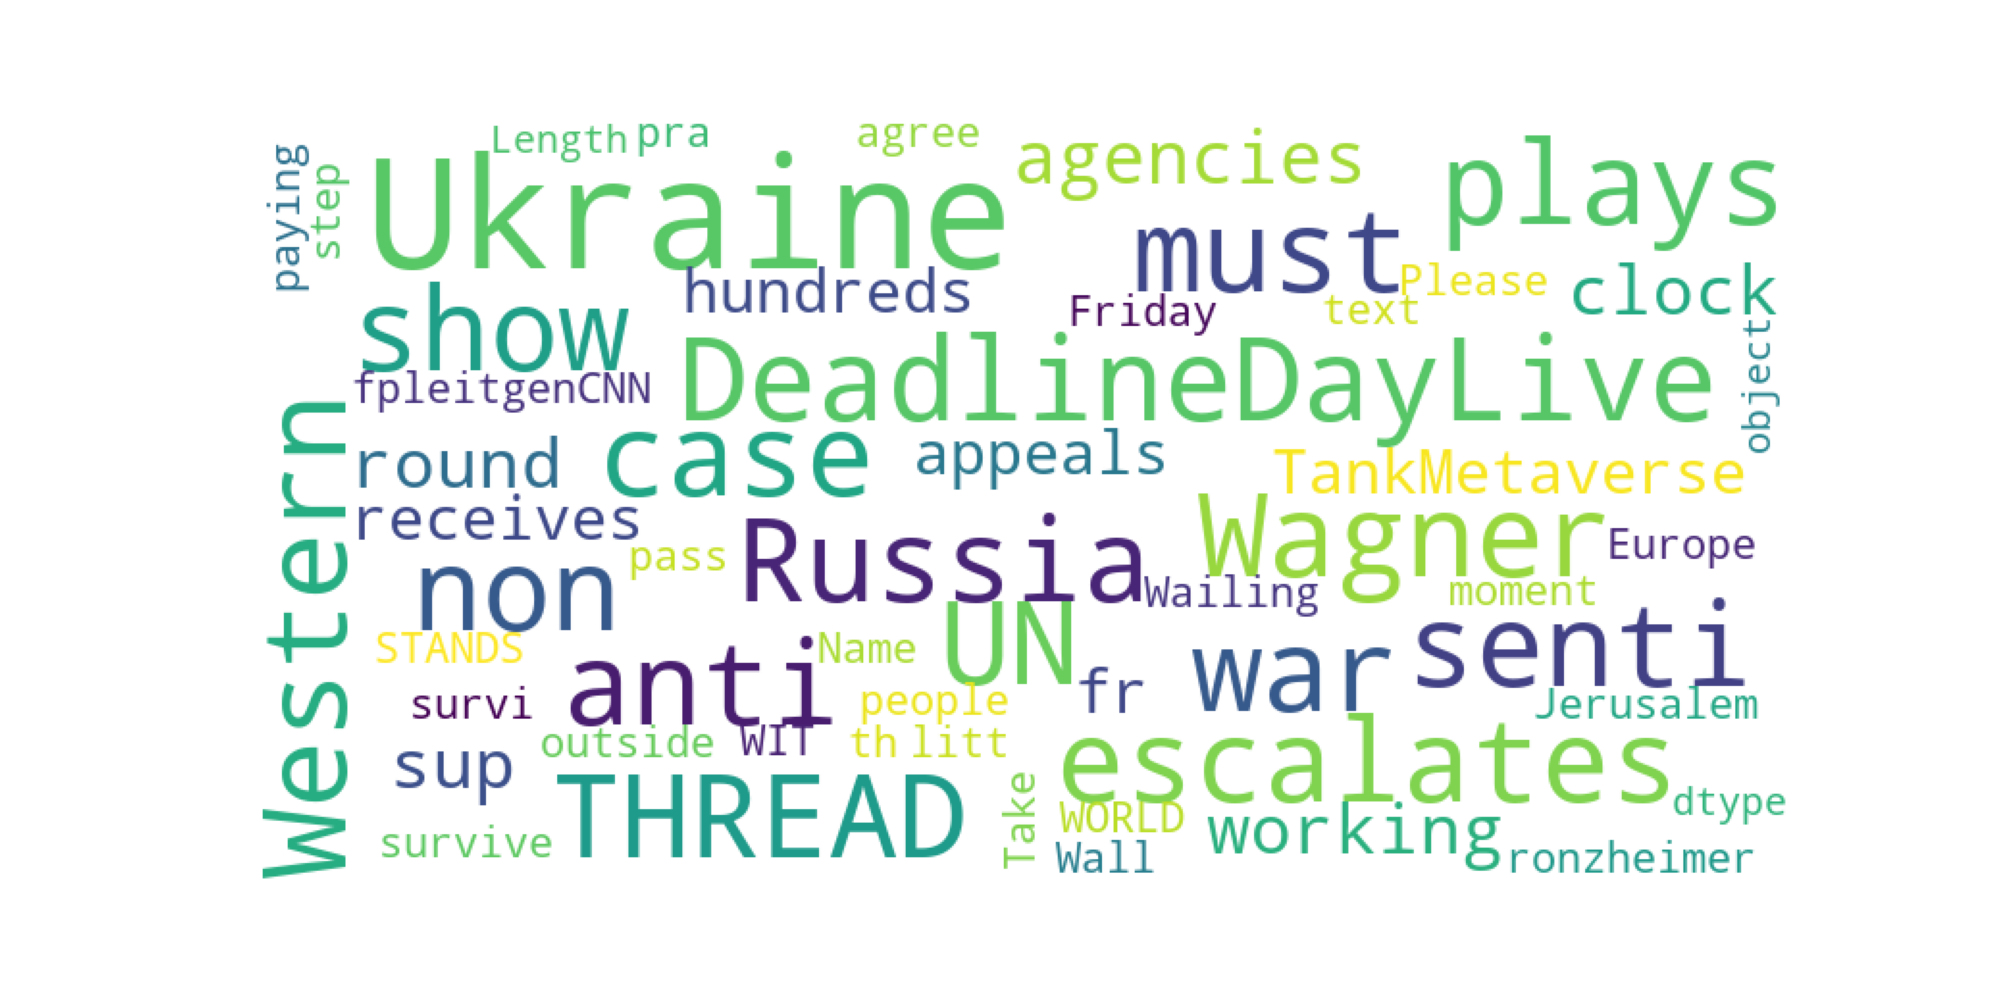 paying
step
Length
pra
agree
agencies
plays
Ukraine
must
hundreds
Friday
Please
text
clock
show
fpleitgenCNN
DeadlineDayLive
object
Western
round
case
appeals
TankMetaverse
receives
pass
Russia
Wagner
Europe
non
Wailing
moment
STANDS
anti
Name
UN
fr
war
senti
survi
people
Jerusalem
sup
outside
WIT
th
litt
escalates
survive
THREAD
Take
WORLD
Wall
working
dtype
ronzheimer